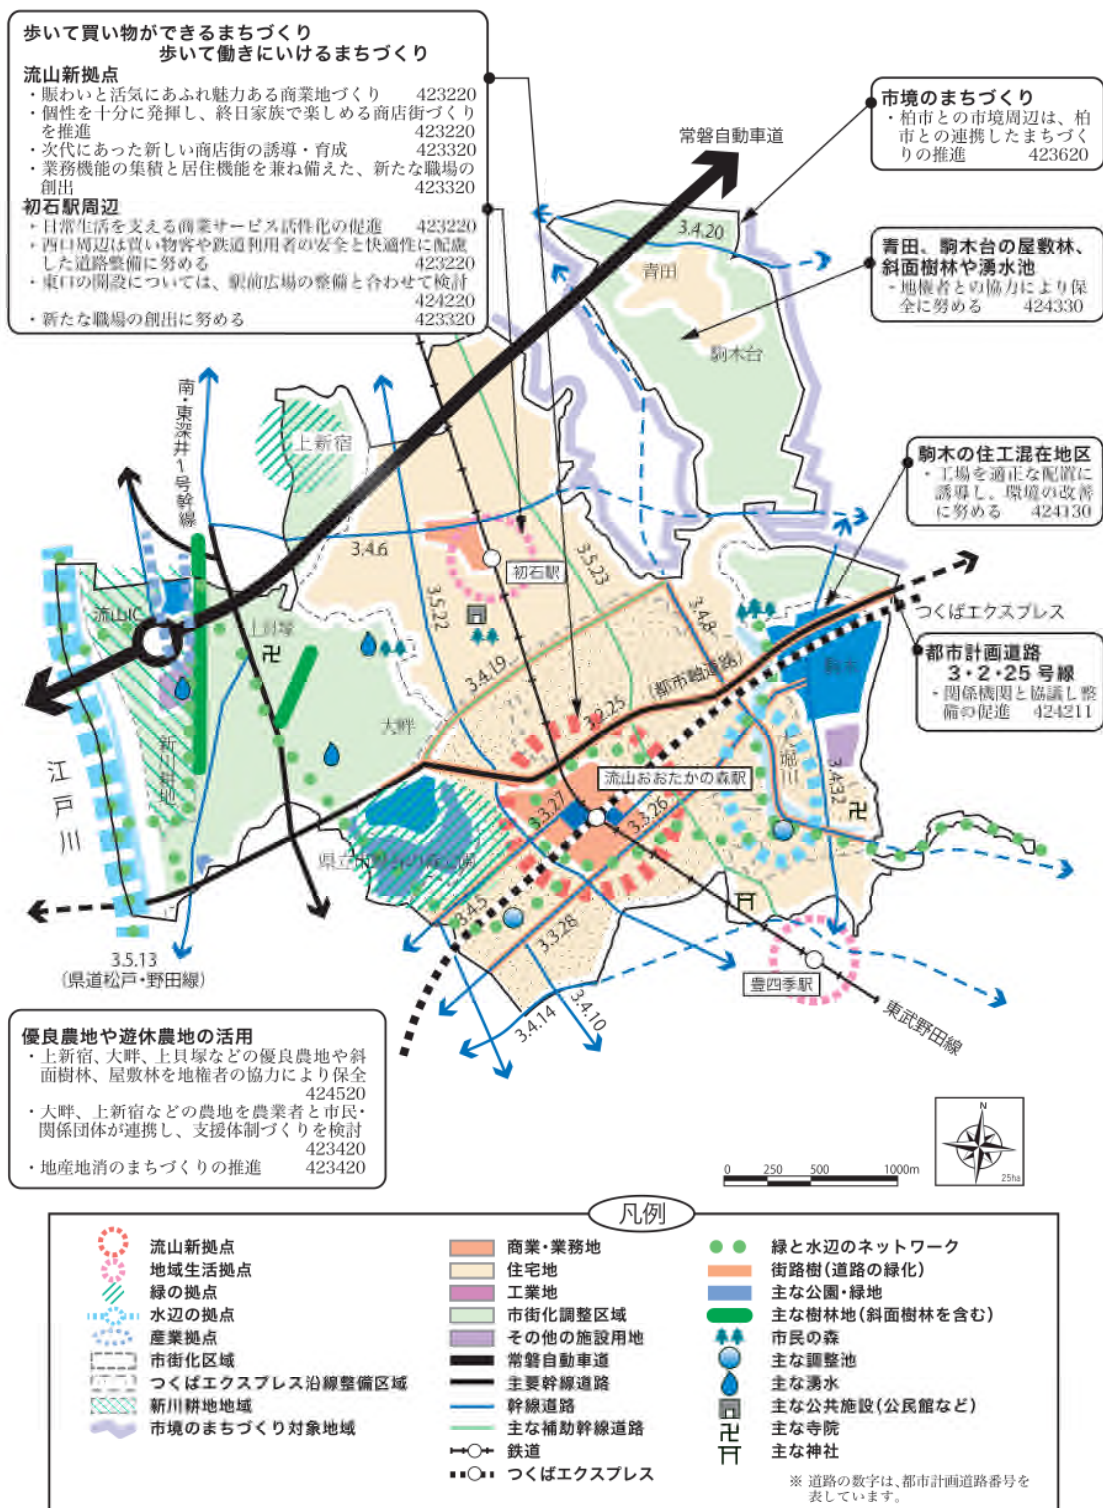 歩いて買い物ができるまちづくり
歩いて働きにいけるまちづくり
流山新拠点
・賑わいと活気にあふれ魅力ある商業地づくり 423220
・個性を十分に発揮し、終日家族で楽しめる商店街づくり
を推進 423220
・次代にあった新しい商店街の誘導・育成 423320
・業務機能の集積と居住機能を兼ね備えた、新たな職場の
創出 423320
初石駅周辺
・日常生活を支える商業サービス活性化の促進 423220
・西口周辺は買い物客や鉄道利用者の安全と快適性に配慮
した道路整備に努める 423220
・東口の開設については、駅前広場の整備と合わせて検討
424220
・新たな職場の創出に努める 423320
常磐自動車道
市境のまちづくり
・柏市との市境周辺は、柏
市との連携したまちづく
りの推進 423620
3.4.20
青田
青田、駒木台の屋敷林、
斜面樹林や湧水池
・地権者との協力により保
全に努める 424330
駒木台
南・東深井1号幹線
上新宿
駒木の住工混在地区
・工場を適正な配置に
誘導し、環境の改善
に努める 424130
3.4.6
初石駅
3.5.23
3.5.22
3.4.8
流山IC
上貝塚
つくばエクスプレス
3.4.19
(都市軸道路)
駒木
都市計画道路
3・2・25号線
・関係機関と協議し整
備の促進 424211
大畔
3.2.25
新川耕地
江戸川
流山おおたかの森駅
大堀川
3.4.32
3.3.27
3.3.26
3.4.5
3.3.28
3.5.13
(県道松戸・野田線)
豊四季駅
3.4.10
3.4.14
東武野田線
優良農地や遊休農地の活用
・上新宿、大畔、上貝塚などの優良農地や斜
面樹林、屋敷林を地権者の協力により保全
424520
・大畔、上新宿などの農地を農業者と市民・
関係団体が連携し、支援体制づくりを検討
423420
・地産地消のまちづくりの推進 423420
N
25ha
0 250 500 1000m
凡例
流山新拠点
地域生活拠点
緑の拠点
水辺の拠点
産業拠点
市街化区域
つくばエクスプレス沿線整備区域
新川耕地地域
市境のまちづくり対象地域
商業・業務地
住宅地
工業地
市街化調整区域
その他の施設用地
常磐自動車道
主要幹線道路
幹線道路
主な補助幹線道路
鉄道
つくばエクスプレス
緑と水辺のネットワーク
街路樹(道路の緑化)
主な公園・緑地
主な樹林地(斜面樹林を含む)
市民の森
主な調整池
主な湧水
主な公共施設(公民館など)
主な寺院
主な神社
※ 道路の数字は、都市計画道路番号を
表しています。